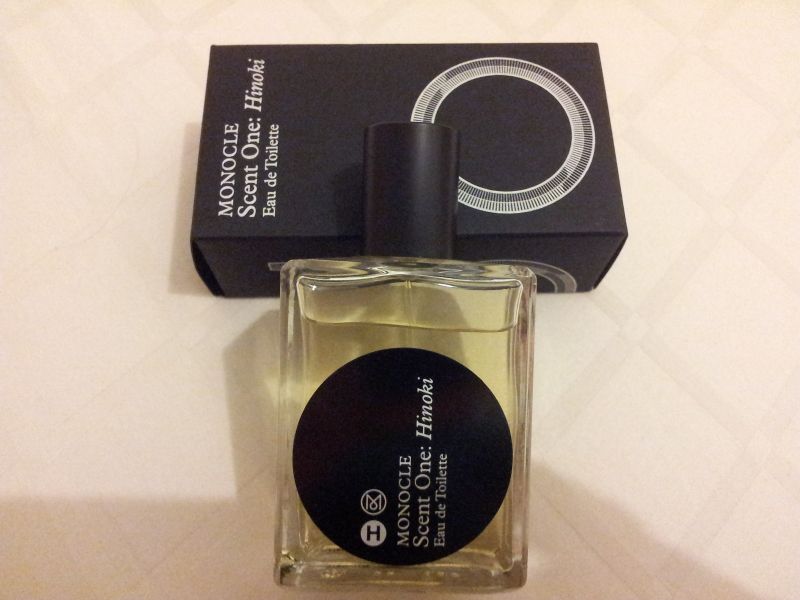 MONOCLE
Scent One: Hinoki
Eau de Toilette
H
MONOCLE
Scent One: Hinoki
Eau de Toilette